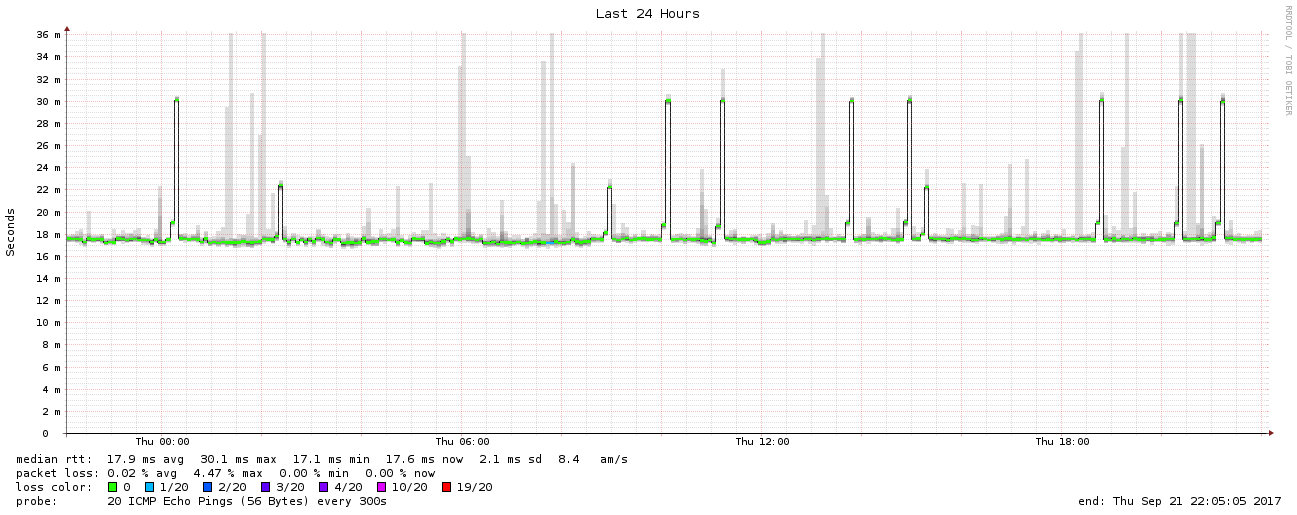 Last 24 Hours
RRDTOOL / TOBI OETIKER
Seconds
36 m
34 m
32 m
30 m
28 m
26 m
24 m
22 m
20 m
18 m
16 m
14 m
12 m
10 m
8 m
6 m
4 m
2 m
0
Thu 00:00 Thu 06:00 Thu 12:00 Thu 18:00
median rtt: 17.9 ms avg 30.1 ms max 17.1 ms min 17.6 ms now 2.1 ms sd 8.4 am/s
packet loss: 0.02 % avg 4.47 % max 0.00 % min 0.00 % now
loss color: 0 1/20 2/20 3/20 4/20 10/20 19/20
probe: 20 ICMP Echo Pings (56 Bytes) every 300s end: Thu Sep 21 22:05:05 2017